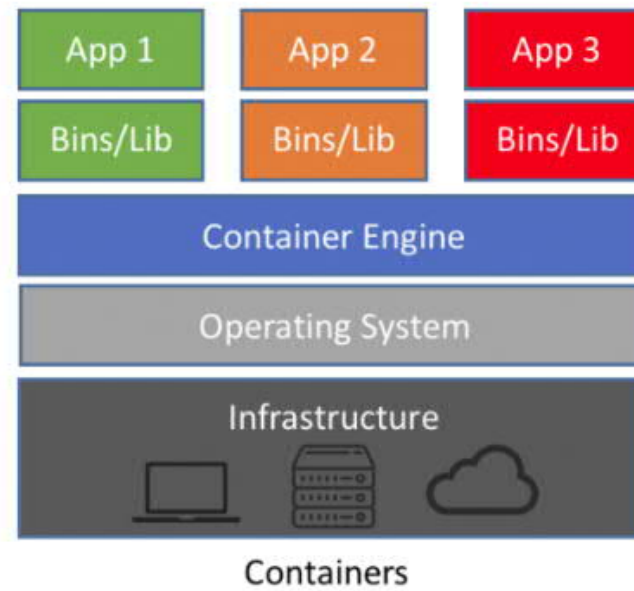 App 1 App 2 App 3
Bins/Lib Bins/Lib Bins/Lib
Container Engine
Operating System
Infrastructure
Containers